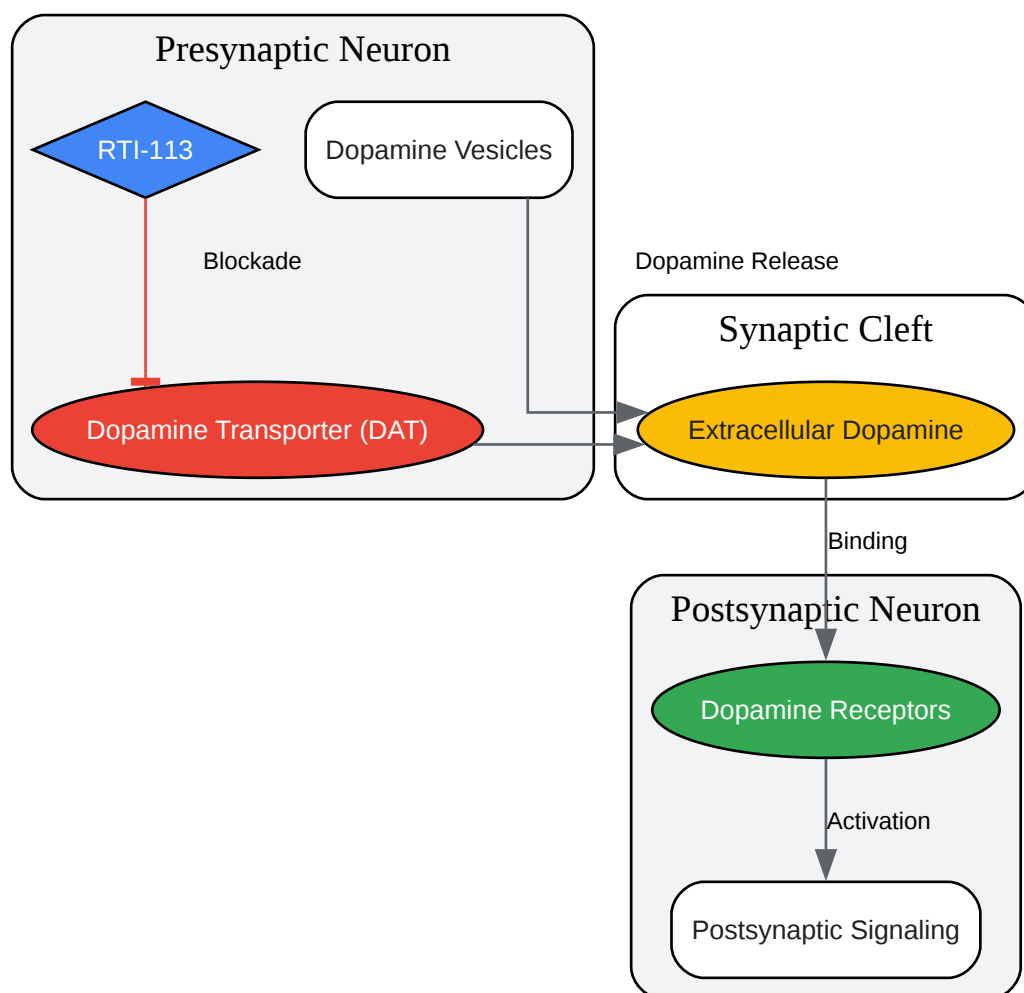 Presynaptic Neuron
RTI-113
Dopamine Vesicles
Blockade
Dopamine Release
Synaptic Cleft
Dopamine Transporter (DAT)
Extracellular Dopamine
Binding
Postsynaptic Neuron
Dopamine Receptors
Activation
Postsynaptic Signaling